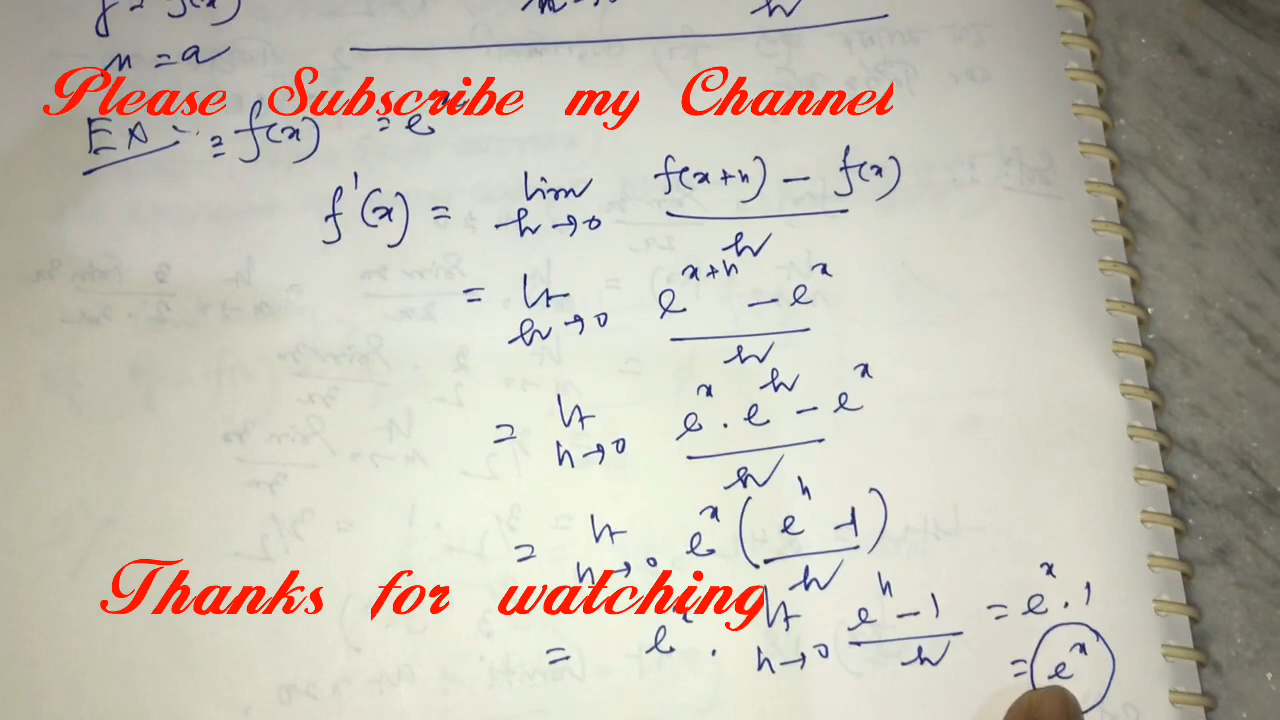 y = f(x)
x = a
Please Subscribe my Channel
EX :- = f(x) = e^x
f'(x) = lim h→0 f(x+h) - f(x) / h
= lt h→0 e^{x+h} - e^x / h
= lt h→0 e^x . e^h - e^x / h
= lt h→0 e^x ( e^h - 1 / h )
Thanks for watching
= e^x . lt h→0 e^h - 1 / h = e^x . 1
= e^x